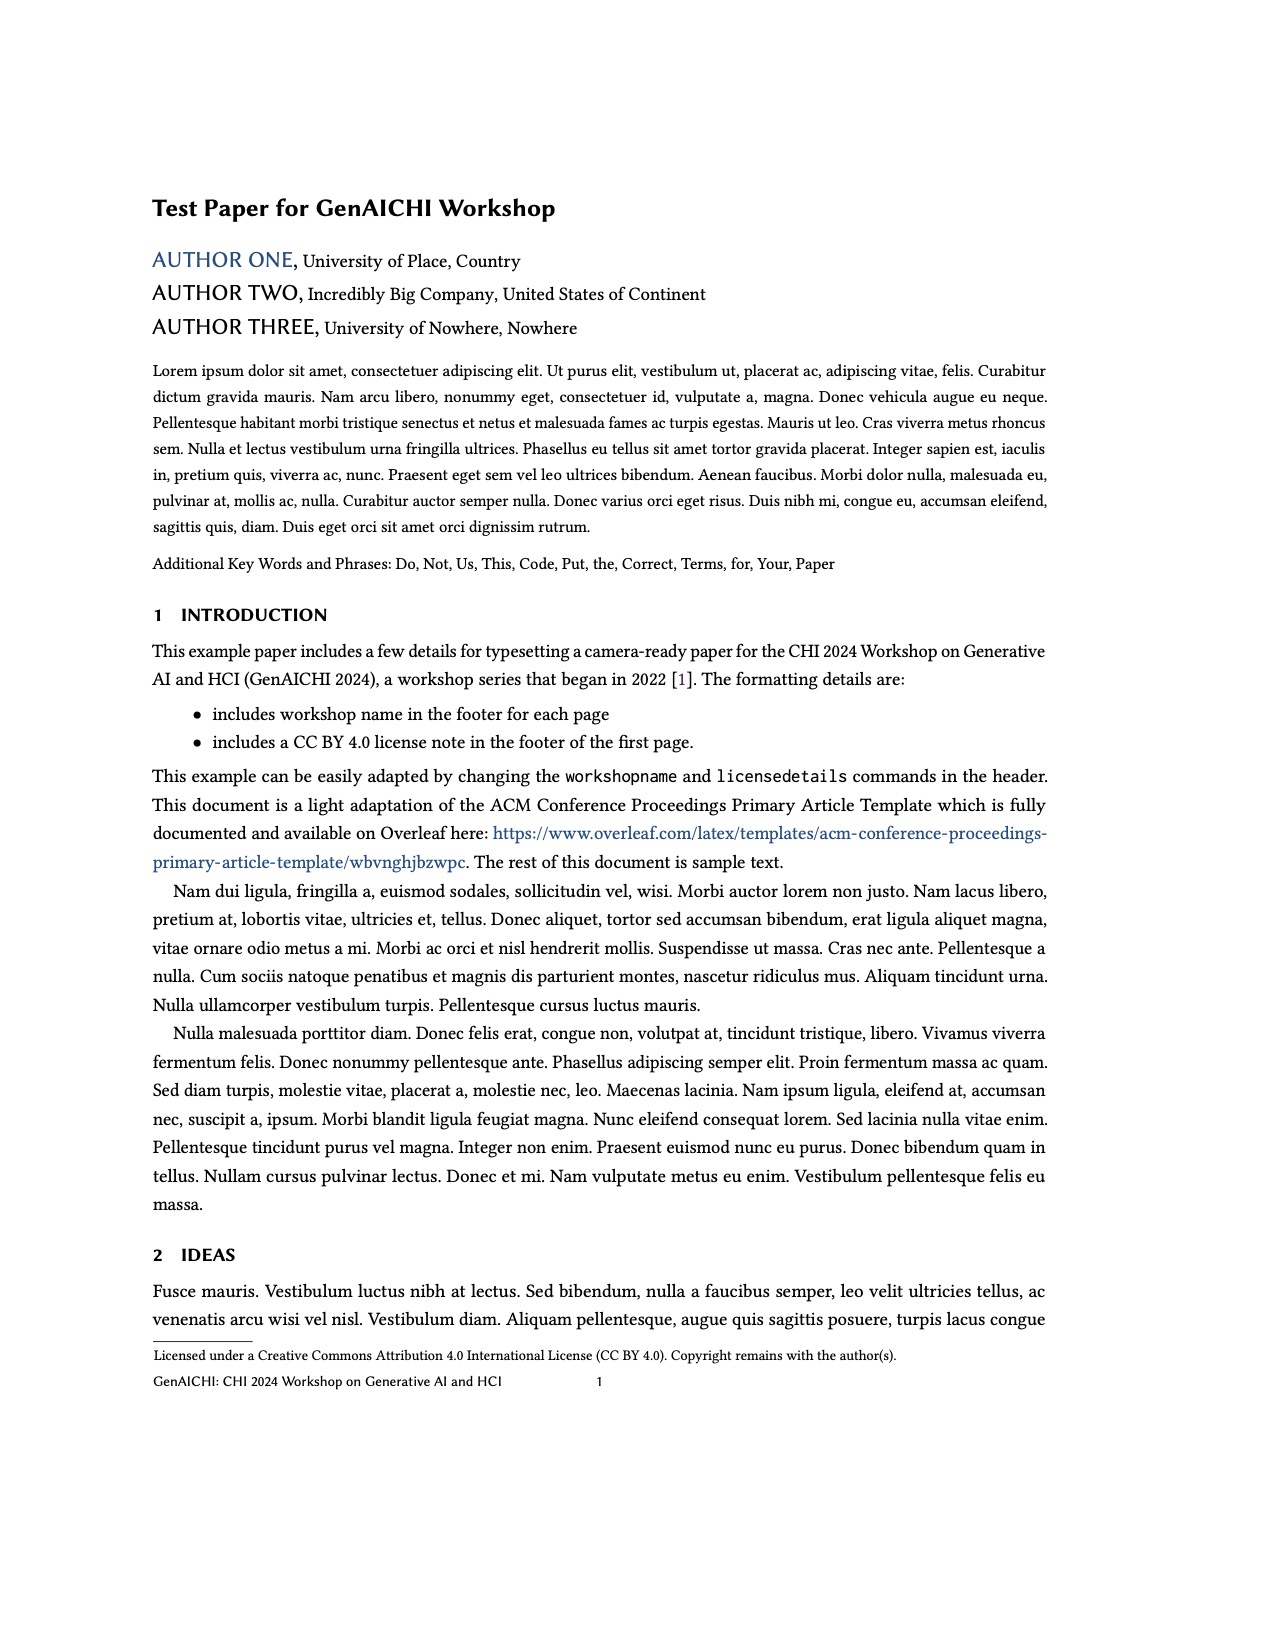 Test Paper for GenAICHI Workshop
AUTHOR ONE, University of Place, Country
AUTHOR TWO, Incredibly Big Company, United States of Continent
AUTHOR THREE, University of Nowhere, Nowhere
Lorem ipsum dolor sit amet, consectetuer adipiscing elit. Ut purus elit, vestibulum ut, placerat ac, adipiscing vitae, felis. Curabitur
dictum gravida mauris. Nam arcu libero, nonummy eget, consectetuer id, vulputate a, magna. Donec vehicula augue eu neque.
Pellentesque habitant morbi tristique senectus et netus et malesuada fames ac turpis egestas. Mauris ut leo. Cras viverra metus rhoncus
sem. Nulla et lectus vestibulum urna fringilla ultrices. Phasellus eu tellus sit amet tortor gravida placerat. Integer sapien est, iaculis
in, pretium quis, viverra ac, nunc. Praesent eget sem vel leo ultrices bibendum. Aenean faucibus. Morbi dolor nulla, malesuada eu,
pulvinar at, mollis ac, nulla. Curabitur auctor semper nulla. Donec varius orci eget risus. Duis nibh mi, congue eu, accumsan eleifend,
sagittis quis, diam. Duis eget orci sit amet orci dignissim rutrum.
Additional Key Words and Phrases: Do, Not, Us, This, Code, Put, the, Correct, Terms, for, Your, Paper
1 INTRODUCTION
This example paper includes a few details for typesetting a camera-ready paper for the CHI 2024 Workshop on Generative
AI and HCI (GenAICHI 2024), a workshop series that began in 2022 [1]. The formatting details are:
• includes workshop name in the footer for each page
• includes a CC BY 4.0 license note in the footer of the first page.
This example can be easily adapted by changing the workshopname and licensedetails commands in the header.
This document is a light adaptation of the ACM Conference Proceedings Primary Article Template which is fully
documented and available on Overleaf here: https://www.overleaf.com/latex/templates/acm-conference-proceedings-
primary-article-template/wbvnghjbzwpc. The rest of this document is sample text.
Nam dui ligula, fringilla a, euismod sodales, sollicitudin vel, wisi. Morbi auctor lorem non justo. Nam lacus libero,
pretium at, lobortis vitae, ultricies et, tellus. Donec aliquet, tortor sed accumsan bibendum, erat ligula aliquet magna,
vitae ornare odio metus a mi. Morbi ac orci et nisl hendrerit mollis. Suspendisse ut massa. Cras nec ante. Pellentesque a
nulla. Cum sociis natoque penatibus et magnis dis parturient montes, nascetur ridiculus mus. Aliquam tincidunt urna.
Nulla ullamcorper vestibulum turpis. Pellentesque cursus luctus mauris.
Nulla malesuada porttitor diam. Donec felis erat, congue non, volutpat at, tincidunt tristique, libero. Vivamus viverra
fermentum felis. Donec nonummy pellentesque ante. Phasellus adipiscing semper elit. Proin fermentum massa ac quam.
Sed diam turpis, molestie vitae, placerat a, molestie nec, leo. Maecenas lacinia. Nam ipsum ligula, eleifend at, accumsan
nec, suscipit a, ipsum. Morbi blandit ligula feugiat magna. Nunc eleifend consequat lorem. Sed lacinia nulla vitae enim.
Pellentesque tincidunt purus vel magna. Integer non enim. Praesent euismod nunc eu purus. Donec bibendum quam in
tellus. Nullam cursus pulvinar lectus. Donec et mi. Nam vulputate metus eu enim. Vestibulum pellentesque felis eu
massa.
2 IDEAS
Fusce mauris. Vestibulum luctus nibh at lectus. Sed bibendum, nulla a faucibus semper, leo velit ultricies tellus, ac
venenatis arcu wisi vel nisl. Vestibulum diam. Aliquam pellentesque, augue quis sagittis posuere, turpis lacus congue
Licensed under a Creative Commons Attribution 4.0 International License (CC BY 4.0). Copyright remains with the author(s).
GenAICHI: CHI 2024 Workshop on Generative AI and HCI 1